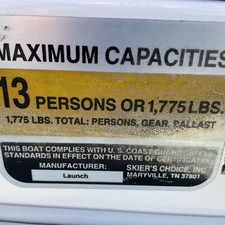 MAXIMUM CAPACITIES
13 PERSONS OR 1,775 LBS.
1,775 LBS. TOTAL: PERSONS, GEAR, BALLAST
THIS BOAT COMPLIES WITH U. S. COAST GUARD SAFETY
STANDARDS IN EFFECT ON THE DATE OF CERTIFICATION
MANUFACTURER: SKIER'S CHOICE, INC.
Launch MARYVILLE, TN 37801